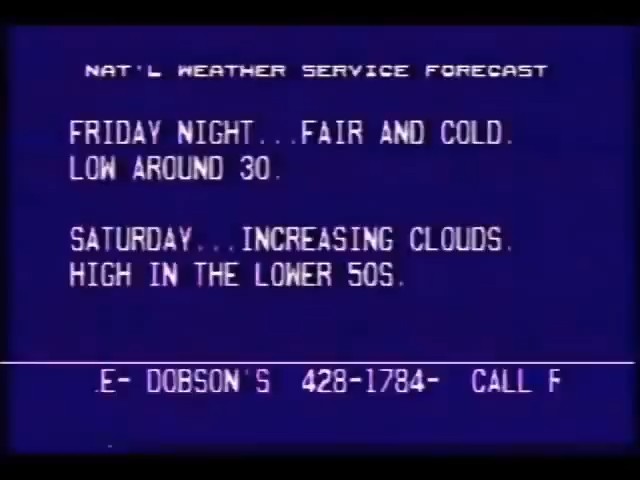 NAT'L WEATHER SERVICE FORECAST
FRIDAY NIGHT...FAIR AND COLD.
LOW AROUND 30.
SATURDAY...INCREASING CLOUDS.
HIGH IN THE LOWER 50S.
E- DOBSON'S 428-1784- CALL F